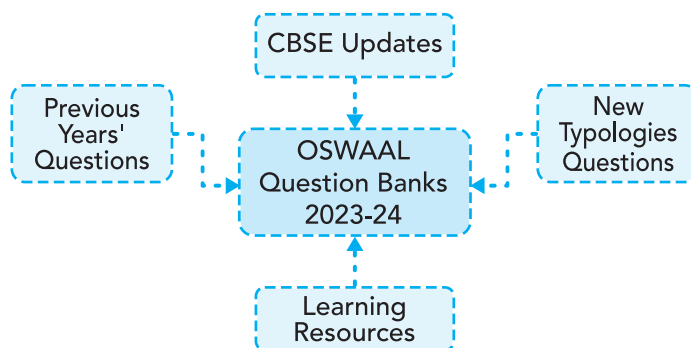 CBSE Updates
Previous
Years'
Questions
OSWAAL
Question Banks
2023-24
New
Typologies
Questions
Learning
Resources